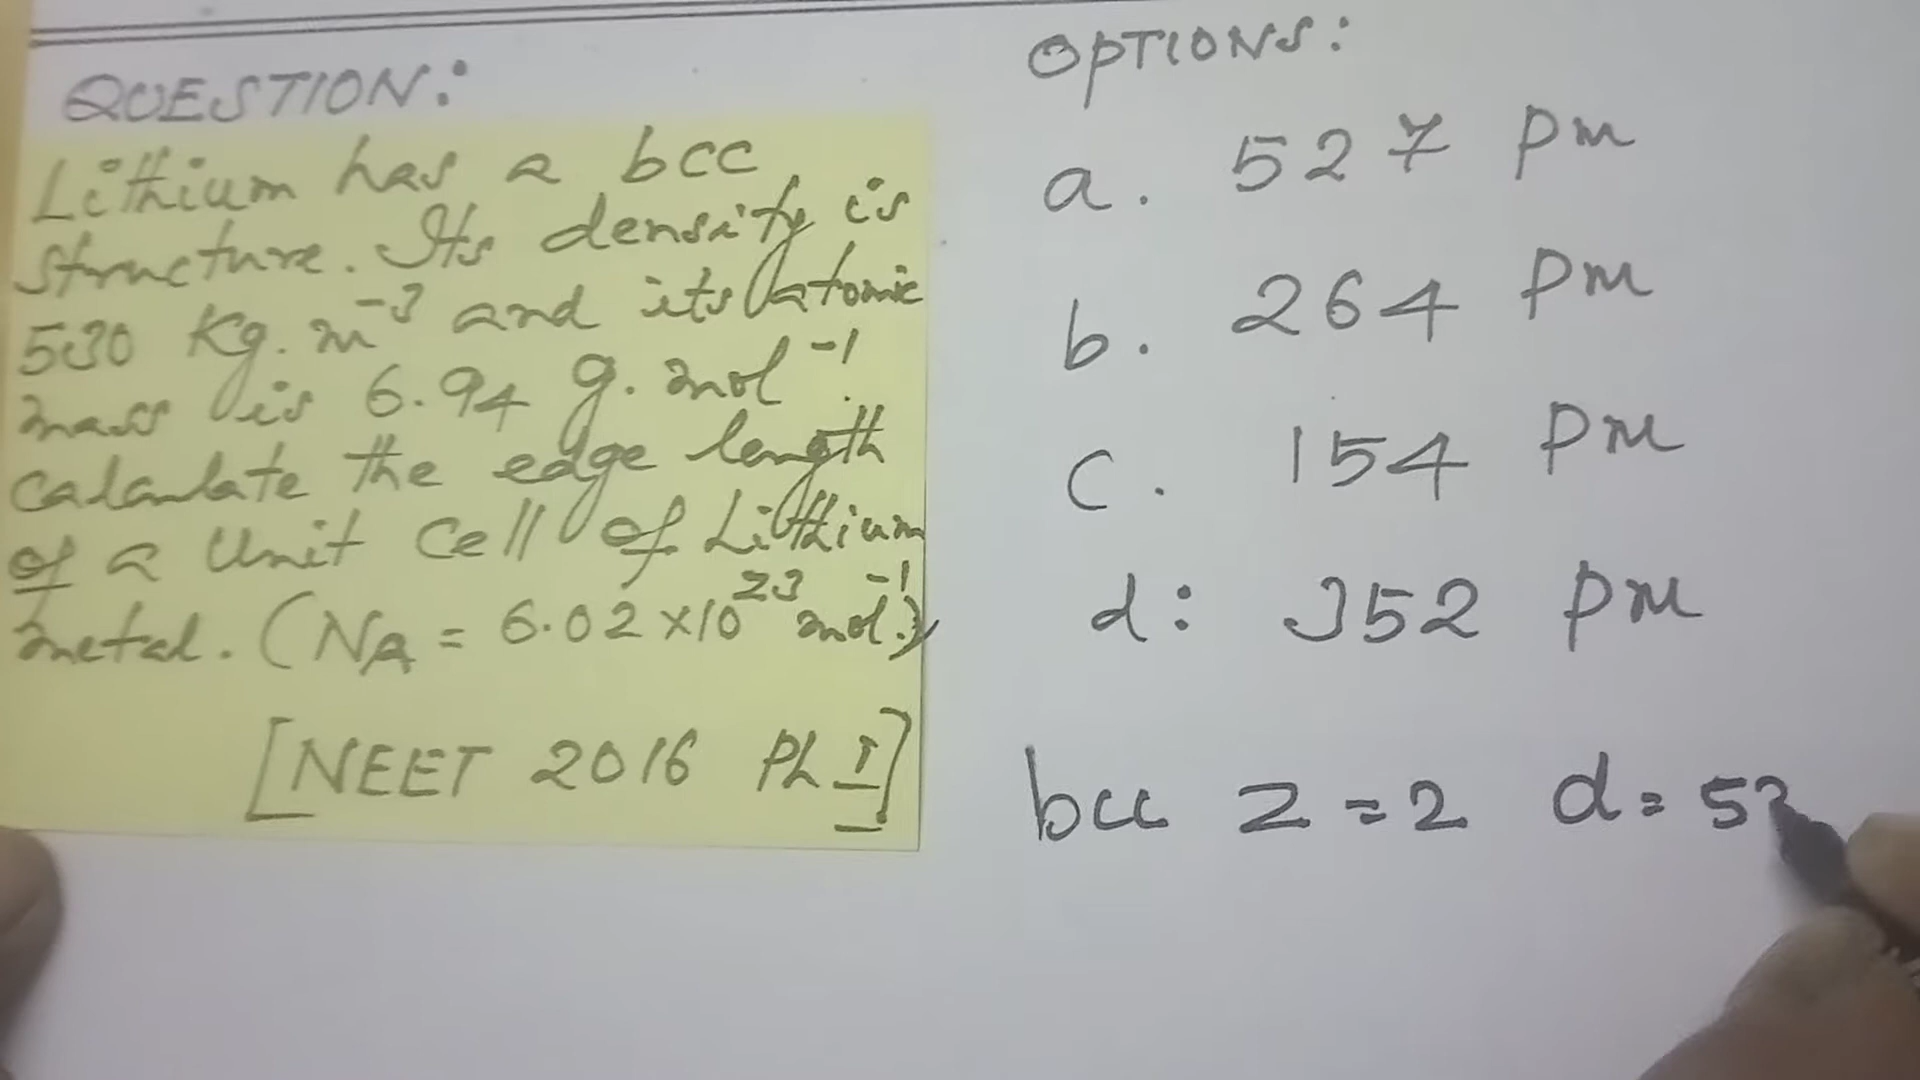 QUESTION:
Lithium has a bcc
structure. Its density is
530 Kg. m⁻³ and its atomic
mass is 6.94 g. mol⁻¹.
calculate the edge length
of a Unit Cell of Lithium
metal. (NA = 6.02 ×10²³ mol⁻¹.)
[NEET 2016 Ph I]
OPTIONS:
a. 527 pm
b. 264 pm
c. 154 pm
d: 352 pm
bcc Z = 2 d = 53